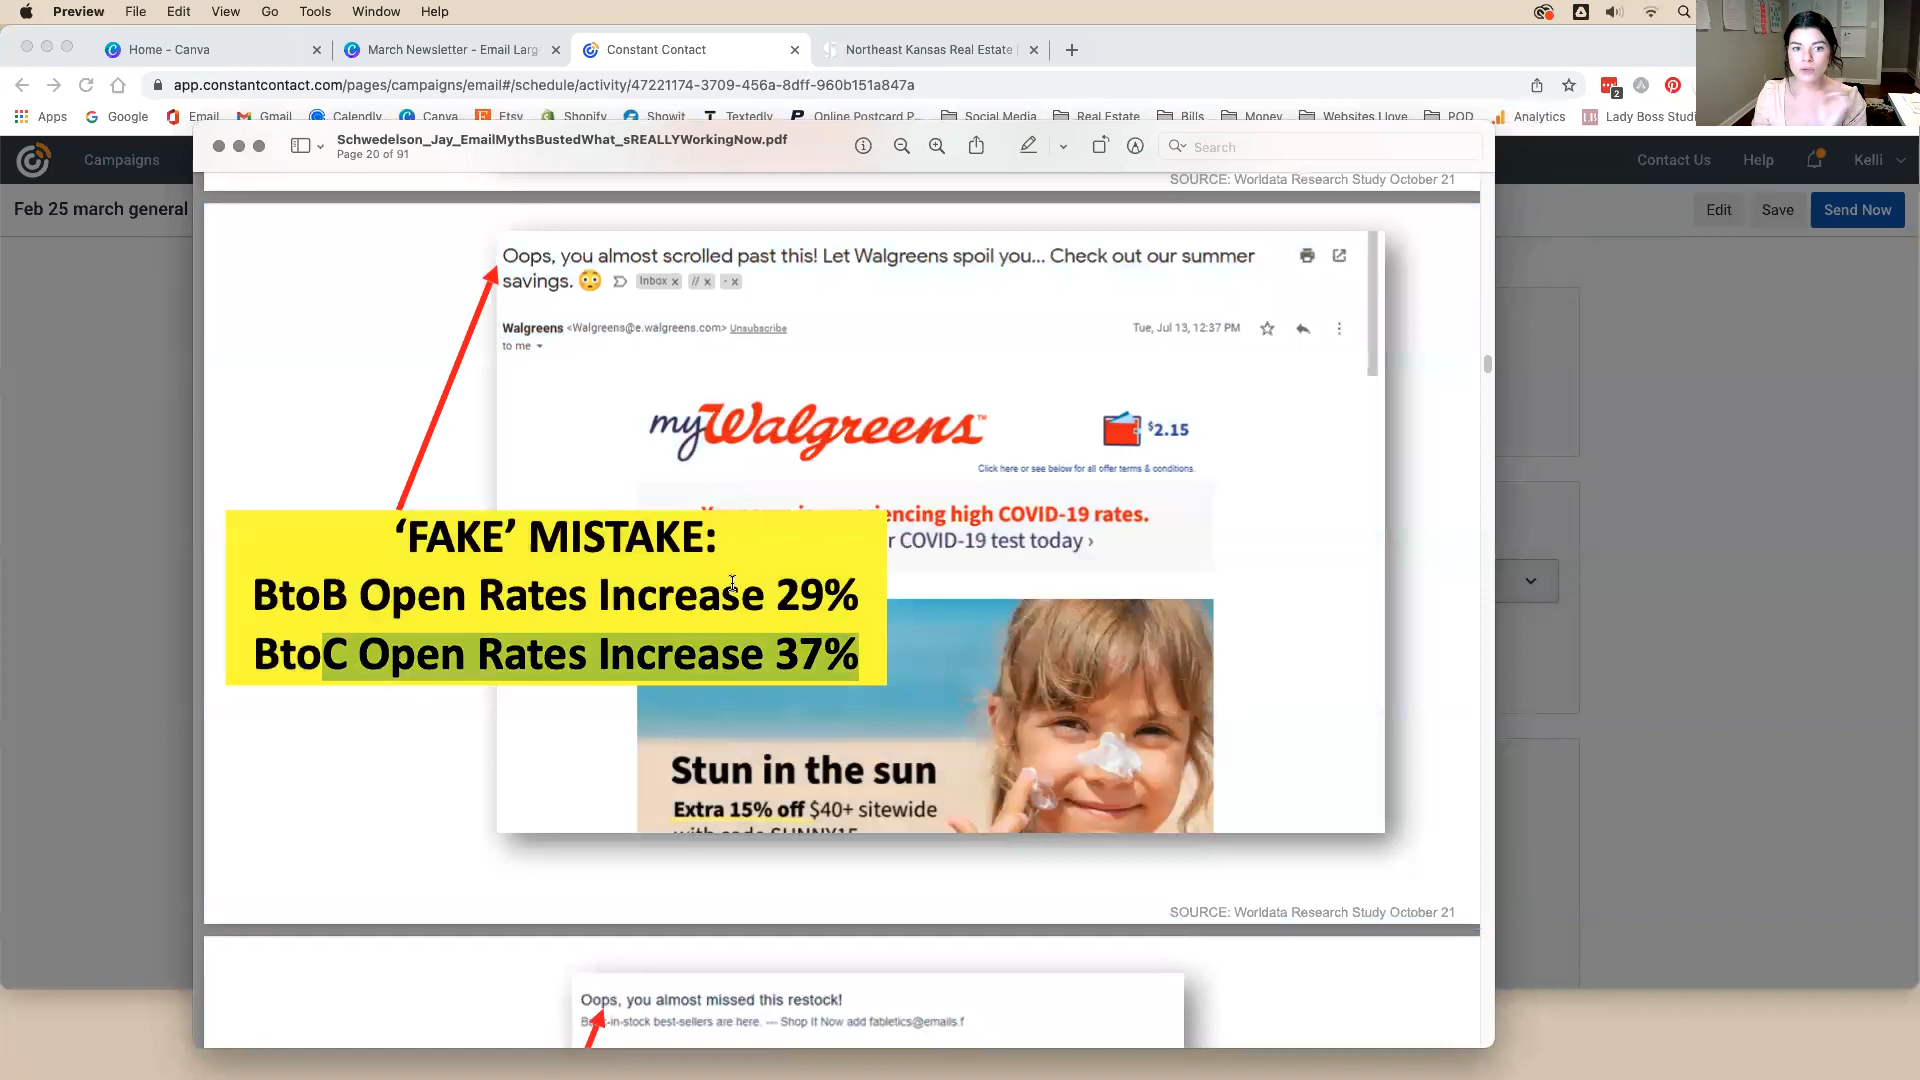 Preview File Edit View Go Tools Window Help
Home - Canva
March Newsletter - Email Larg
Constant Contact
Northeast Kansas Real Estate
app.constantcontact.com/pages/campaigns/email#/schedule/activity/47221174-3709-456a-8dff-960b151a847a
2
Apps Google Email Gmail Calendly Canva Etsy Shopify Showit Textedly Online Postcard P... Social Media Real Estate Bills Money Websites I love POD Analytics Lady Boss Studi
Schwedelson_Jay_EmailMythsBustedWhat_sREALLYWorkingNow.pdf
Page 20 of 91
Search
Campaigns
Contact Us Help Kelli
Feb 25 march general
Edit Save Send Now
SOURCE: Worldata Research Study October 21
Oops, you almost scrolled past this! Let Walgreens spoil you... Check out our summer
savings. 😳 Inbox x // x - x
Walgreens <Walgreens@e.walgreens.com> Unsubscribe
Tue, Jul 13, 12:37 PM
to me
myWalgreens™
$2.15
Click here or see below for all offer terms & conditions.
encing high COVID-19 rates.
r COVID-19 test today ›
'FAKE' MISTAKE:
BtoB Open Rates Increase 29%
BtoC Open Rates Increase 37%
Stun in the sun
Extra 15% off $40+ sitewide
with code SUNNY15
SOURCE: Worldata Research Study October 21
Oops, you almost missed this restock!
-in-stock best-sellers are here. --- Shop It Now add fabletics@emails.f